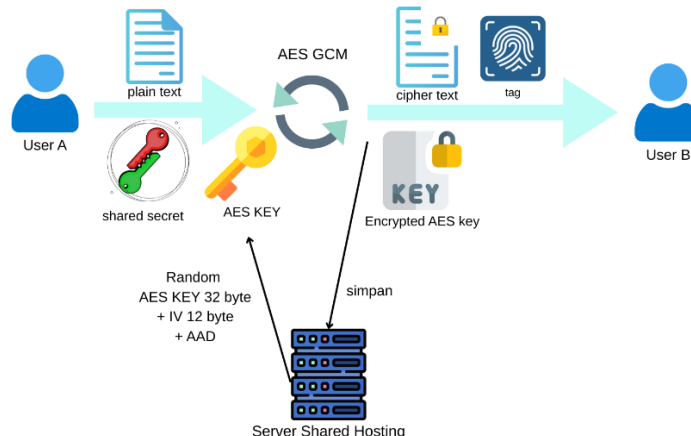 AES GCM
plain text
cipher text
tag
User A
User B
shared secret
AES KEY
KEY
Encrypted AES key
Random
AES KEY 32 byte
+ IV 12 byte
+ AAD
simpan
Server Shared Hosting